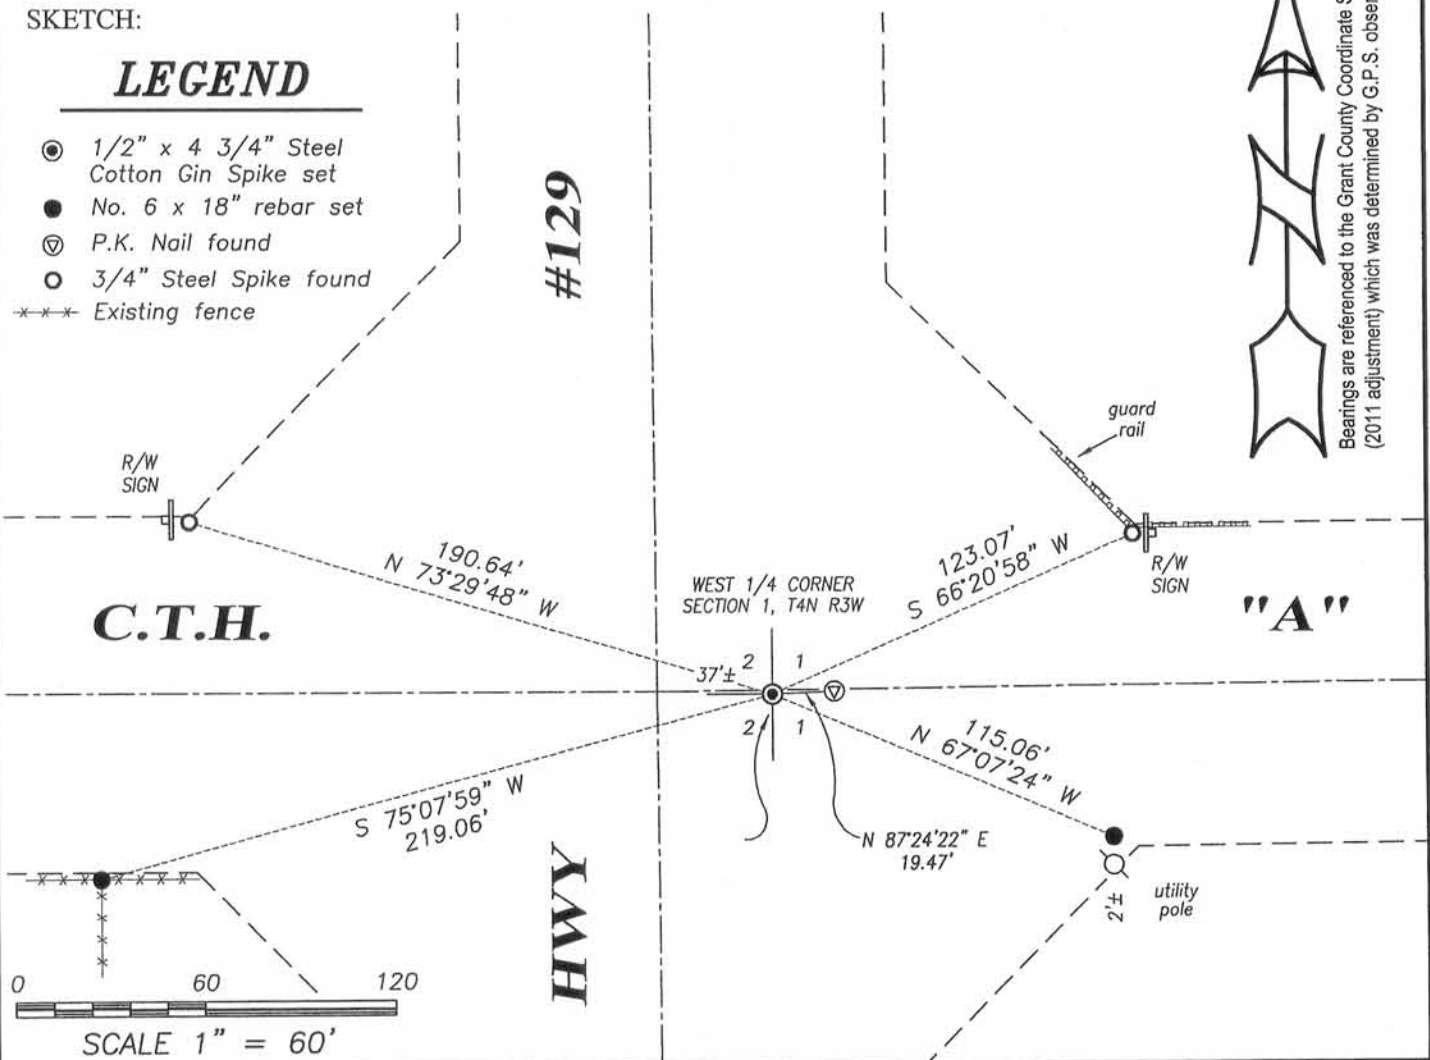 SKETCH:
LEGEND
1/2" x 4 3/4" Steel
Cotton Gin Spike set
No. 6 x 18" rebar set
P.K. Nail found
3/4" Steel Spike found
Existing fence
#129
Bearings are referenced to the Grant County Coordinate
(2011 adjustment) which was determined by G.P.S.
guard
rail
R/W
SIGN
190.64'
N 73°29'48" W
123.07'
S 66°20'58" W
R/W
SIGN
WEST 1/4 CORNER
SECTION 1, T4N R3W
C.T.H.
"A"
37'±
2
1
2
1
115.06'
N 67°07'24" W
S 75°07'59" W
219.06'
N 87°24'22" E
19.47'
HWY
2'±
utility
pole
0 60 120
SCALE 1" = 60'